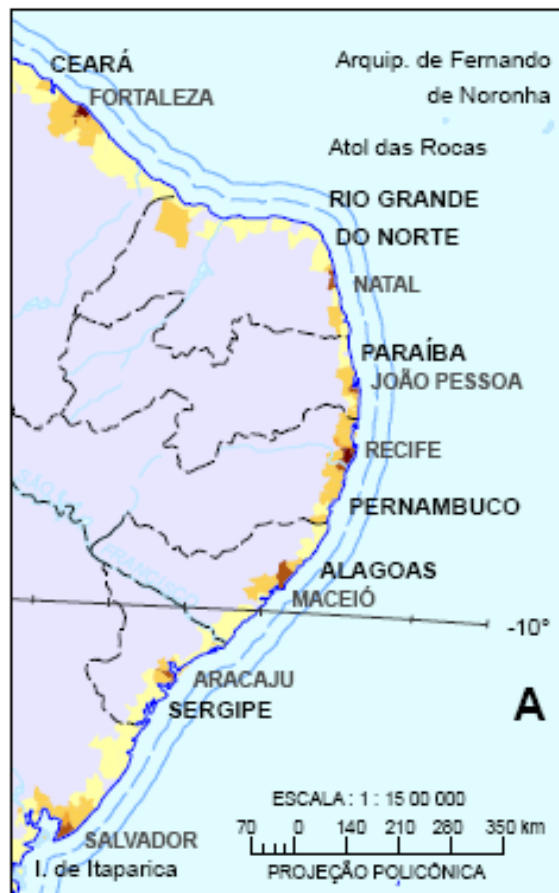 CEARÁ
Arquip. de Fernando
de Noronha
FORTALEZA
Atol das Rocas
RIO GRANDE
DO NORTE
NATAL
PARAÍBA
JOÃO PESSOA
RECIFE
SÃO
FRANCISCO
PERNAMBUCO
ALAGOAS
MACEIÓ
-10°
ARACAJU
SERGIPE
A
ESCALA : 1 : 15 00 000
70 0 140 210 280 350 km
SALVADOR
I. de Itaparica
PROJEÇÃO POLICÔNICA